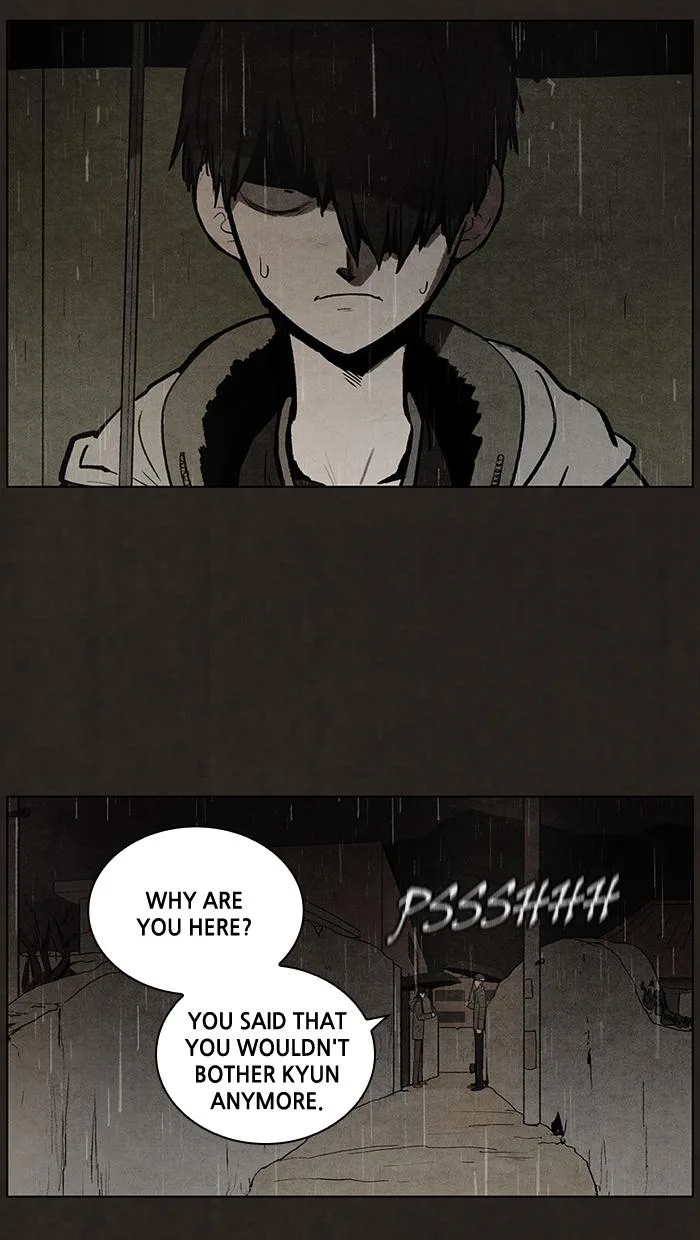 WHY ARE
YOU HERE?
PSSSHHH
YOU SAID THAT
YOU WOULDN'T
BOTHER KYUN
ANYMORE.